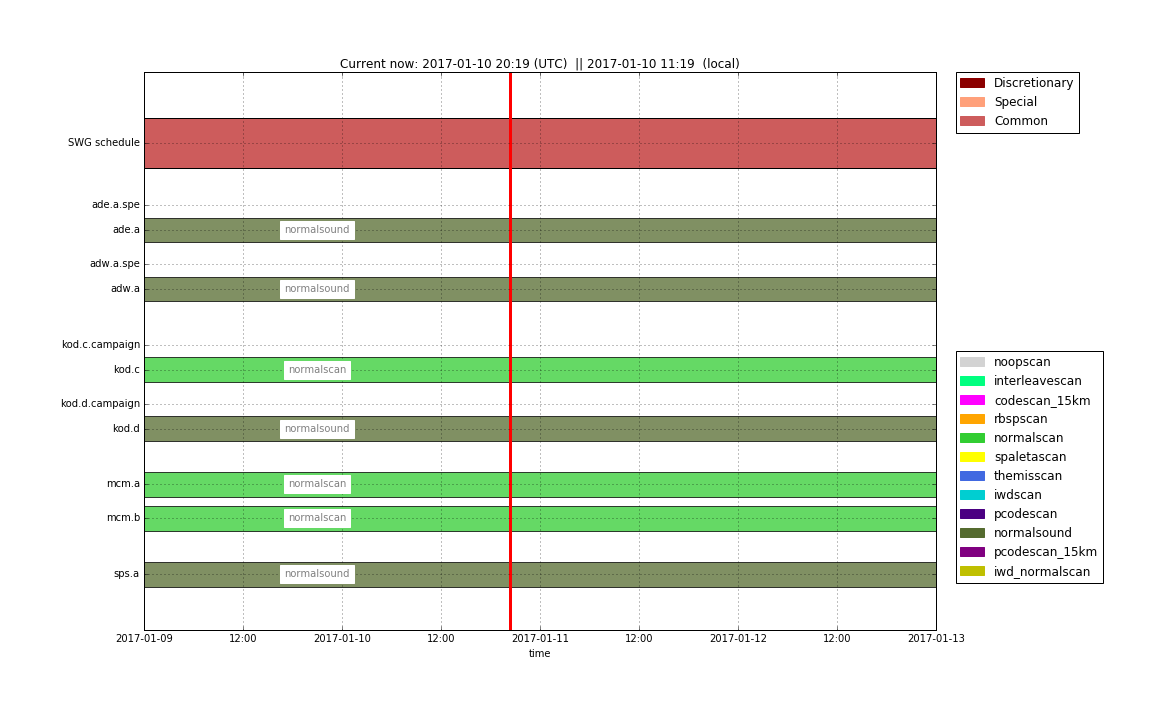 Current now: 2017-01-10 20:19 (UTC)  || 2017-01-10 11:19  (local)
Discretionary
Special
Common
SWG schedule
ade.a.spe
ade.a
normalsound
adw.a.spe
adw.a
normalsound
kod.c.campaign
kod.c
normalscan
kod.d.campaign
kod.d
normalsound
mcm.a
normalscan
mcm.b
normalscan
sps.a
normalsound
noopscan
interleavescan
codescan_15km
rbspscan
normalscan
spaletascan
themisscan
iwdscan
pcodescan
normalsound
pcodescan_15km
iwd_normalscan
2017-01-09 12:00 2017-01-10 12:00 2017-01-11 12:00 2017-01-12 12:00 2017-01-13
time